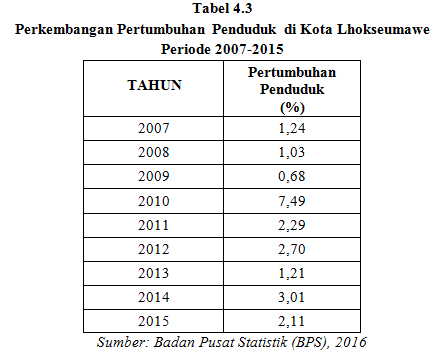 Tabel 4.3
Perkembangan Pertumbuhan Penduduk di Kota Lhokseumawe
Periode 2007-2015
TAHUN Pertumbuhan
Penduduk
(%)
2007 1,24
2008 1,03
2009 0,68
2010 7,49
2011 2,29
2012 2,70
2013 1,21
2014 3,01
2015 2,11
Sumber: Badan Pusat Statistik (BPS), 2016